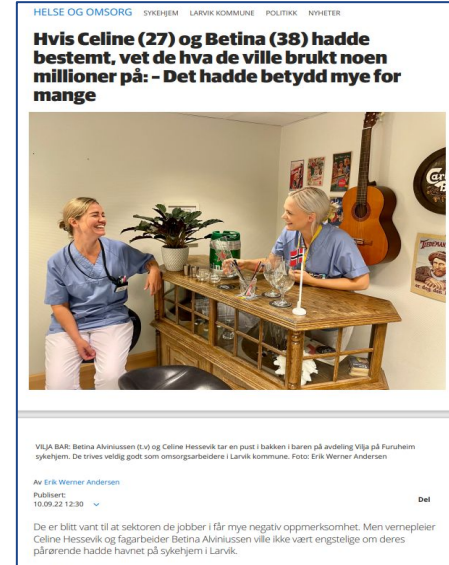 HELSE OG OMSORG SYKEHJEM LARVIK KOMMUNE POLITIKK NYHETER
Hvis Celine (27) og Betina (38) hadde
bestemt, vet de hva de ville brukt noen
millioner på: – Det hadde betydd mye for
mange
VILJA BAR: Betina Alviniussen (t.v) og Celine Hessevik tar en pust i bakken i baren på avdeling Vilja på Furuheim
sykehjem. De trives veldig godt som omsorgsarbeidere i Larvik kommune. Foto: Erik Werner Andersen
Av Erik Werner Andersen
Publisert:
10.09.22 12:30
Del
De er blitt vant til at sektoren de jobber i får mye negativ oppmerksomhet. Men vernepleier
Celine Hessevik og fagarbeider Betina Alviniussen ville ikke vært engstelige om deres
pårørende hadde havnet på sykehjem i Larvik.